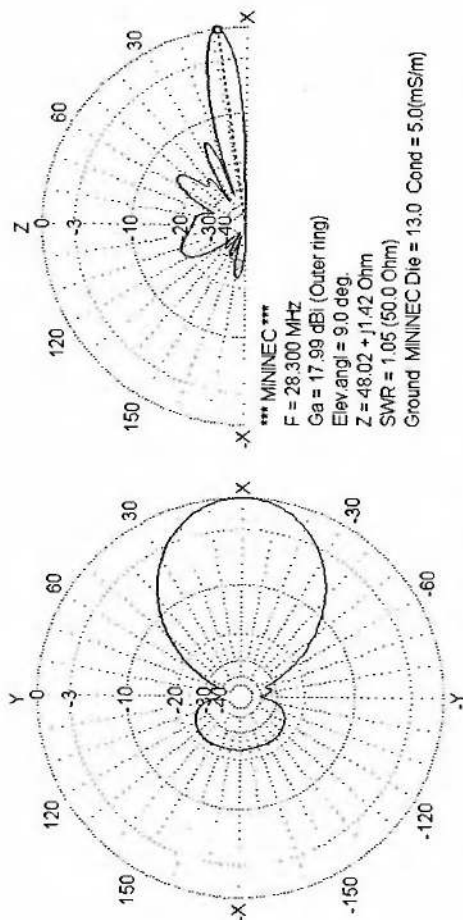 Y
0
-3
-10
-20
-30
-40
60
30
X
-30
-60
-Y
-120
-150
-X
150
120
Z
0
-3
-10
-20
-30
-40
60
30
X
-X
150
120
*** MININEC ***
F = 28.300 MHz
Ga = 17.99 dBi (Outer ring)
Elev.angl = 9.0 deg.
Z = 48.02 + j1.42 Ohm
SWR = 1.05 (50.0 Ohm)
Ground MININEC Die = 13.0 Cond = 5.0(mS/m)